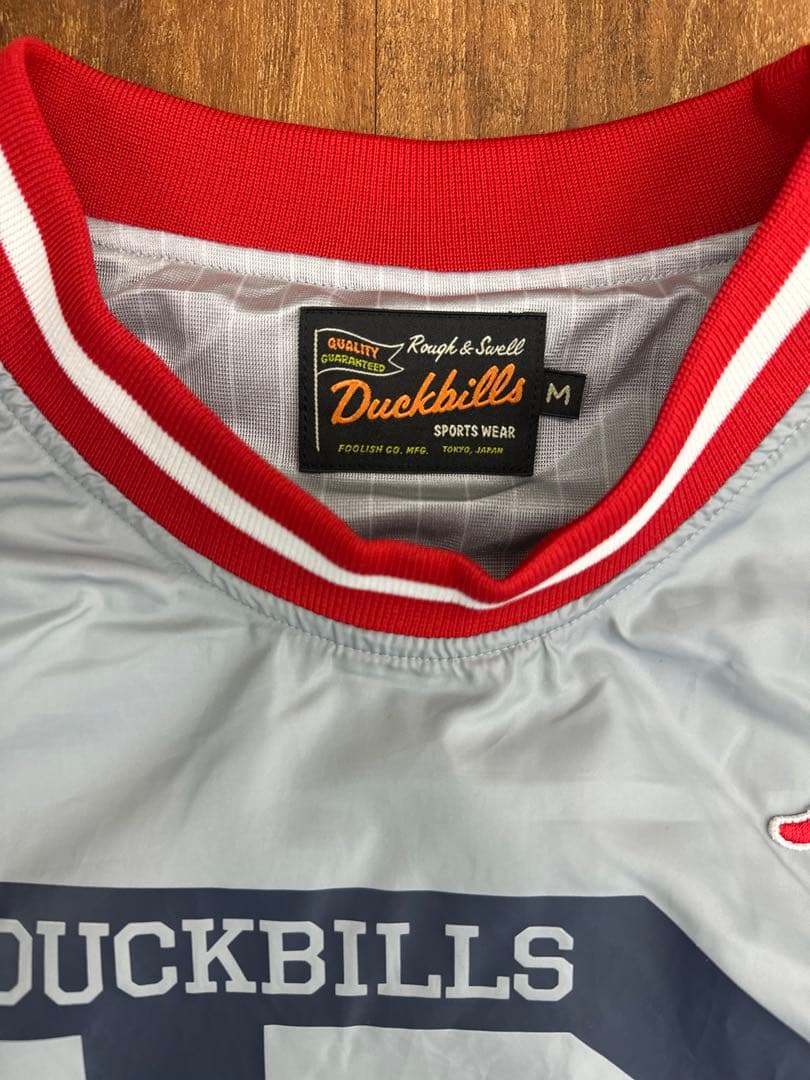 QUALITY
GUARANTEED
Rough & Swell
Duckbills
SPORTS WEAR
FOOLISH CO. MFG. TOKYO, JAPAN
M
DUCKBILLS